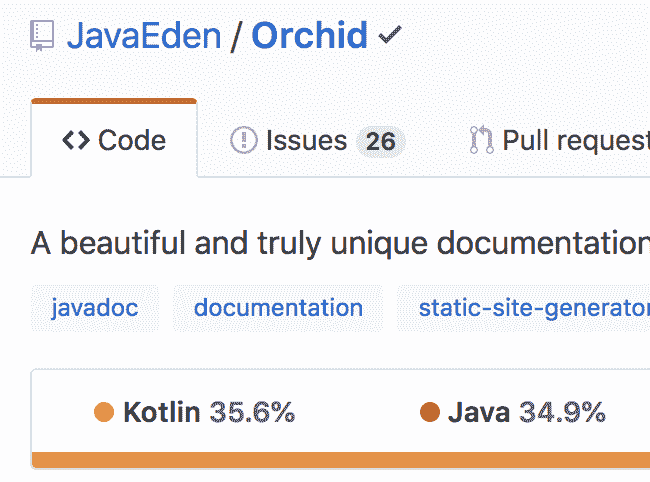 JavaEden / Orchid ✓
<> Code Issues 26 Pull request
A beautiful and truly unique documentation
javadoc documentation static-site-generator
Kotlin 35.6% Java 34.9%